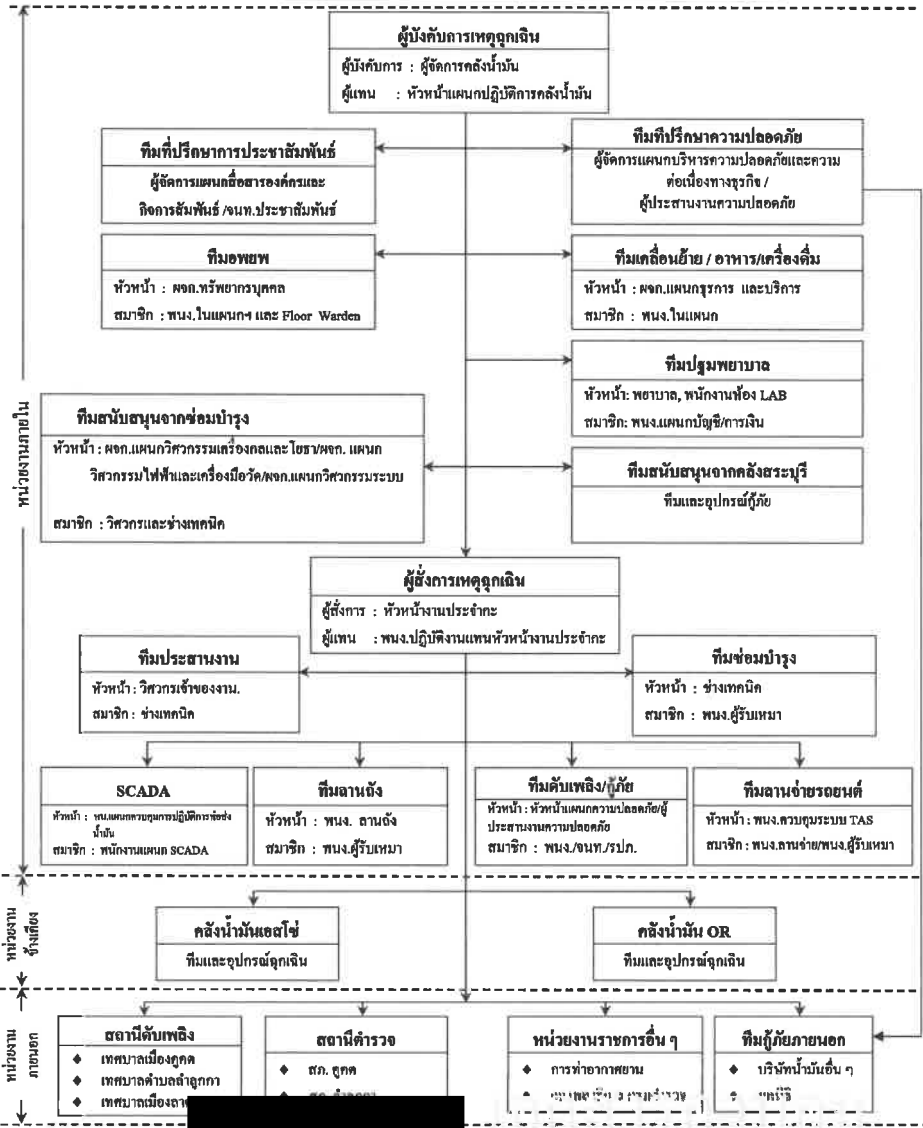 ผู้บังคับการเหตุฉุกเฉิน
ผู้บังคับการ : ผู้จัดการคลังน้ำมัน
ผู้แทน : หัวหน้าแผนกปฏิบัติการคลังน้ำมัน
ทีมที่ปรึกษาการประชาสัมพันธ์
ผู้จัดการแผนกสื่อสารองค์กรและ
กิจการสัมพันธ์ /จนท.ประชาสัมพันธ์
ทีมที่ปรึกษาความปลอดภัย
ผู้จัดการแผนกบริหารความปลอดภัยและความ
ต่อเนื่องทางธุรกิจ /
ผู้ประสานงานความปลอดภัย
ทีมอพยพ
หัวหน้า : ผจก.ทรัพยากรบุคคล
สมาชิก : พนง.ในแผนกฯ และ Floor Warden
ทีมเคลื่อนย้าย / อาหาร/เครื่องดื่ม
หัวหน้า : ผจก.แผนกธุรการ และบริการ
สมาชิก : พนง.ในแผนก
ทีมปฐมพยาบาล
หัวหน้า: พยาบาล, พนักงานห้อง LAB
สมาชิก: พนง.แผนกบัญชี/การเงิน
หน่วยงานภายใน
ทีมสนับสนุนจากซ่อมบำรุง
หัวหน้า : ผจก.แผนกวิศวกรรมเครื่องกลและโยธา/ผจก. แผนก
วิศวกรรมไฟฟ้าและเครื่องมือวัด/ผจก.แผนกวิศวกรรมระบบ
สมาชิก : วิศวกรและช่างเทคนิค
ทีมสนับสนุนจากคลังสระบุรี
ทีมและอุปกรณ์กู้ภัย
ผู้สั่งการเหตุฉุกเฉิน
ผู้สั่งการ : หัวหน้างานประจำกะ
ผู้แทน : พนง.ปฏิบัติงานแทนหัวหน้างานประจำกะ
ทีมประสานงาน
หัวหน้า : วิศวกรเจ้าของงาน.
สมาชิก : ช่างเทคนิค
ทีมซ่อมบำรุง
หัวหน้า : ช่างเทคนิค
สมาชิก : พนง.ผู้รับเหมา
SCADA
หัวหน้า : หน.แผนกควบคุมการปฏิบัติการท่อส่ง
น้ำมัน
สมาชิก : พนักงานแผนก SCADA
ทีมลานถัง
หัวหน้า : พนง. ลานถัง
สมาชิก : พนง.ผู้รับเหมา
ทีมดับเพลิง/กู้ภัย
หัวหน้า: หัวหน้าแผนกความปลอดภัย/ผู้
ประสานงานความปลอดภัย
สมาชิก : พนง./จนท./รปภ.
ทีมลานจ่ายรถยนต์
หัวหน้า: พนง.ควบคุมระบบ TAS
สมาชิก: พนง.ลานจ่าย/พนง.ผู้รับเหมา
หน่วยงาน
ข้างเคียง
คลังน้ำมันเอสโซ่
ทีมและอุปกรณ์ฉุกเฉิน
คลังน้ำมัน OR
ทีมและอุปกรณ์ฉุกเฉิน
หน่วยงาน
ภายนอก
สถานีดับเพลิง
◆ เทศบาลเมืองคูคต
◆ เทศบาลตำบลลำลูกกา
◆ เทศบาลเมือง
สถานีตำรวจ
◆ สภ. คูคต
หน่วยงานราชการอื่น ๆ
◆ การท่าอากาศยาน
ทีมกู้ภัยภายนอก
◆ บริษัทน้ำมันอื่น ๆ
◆ มูลนิธิ